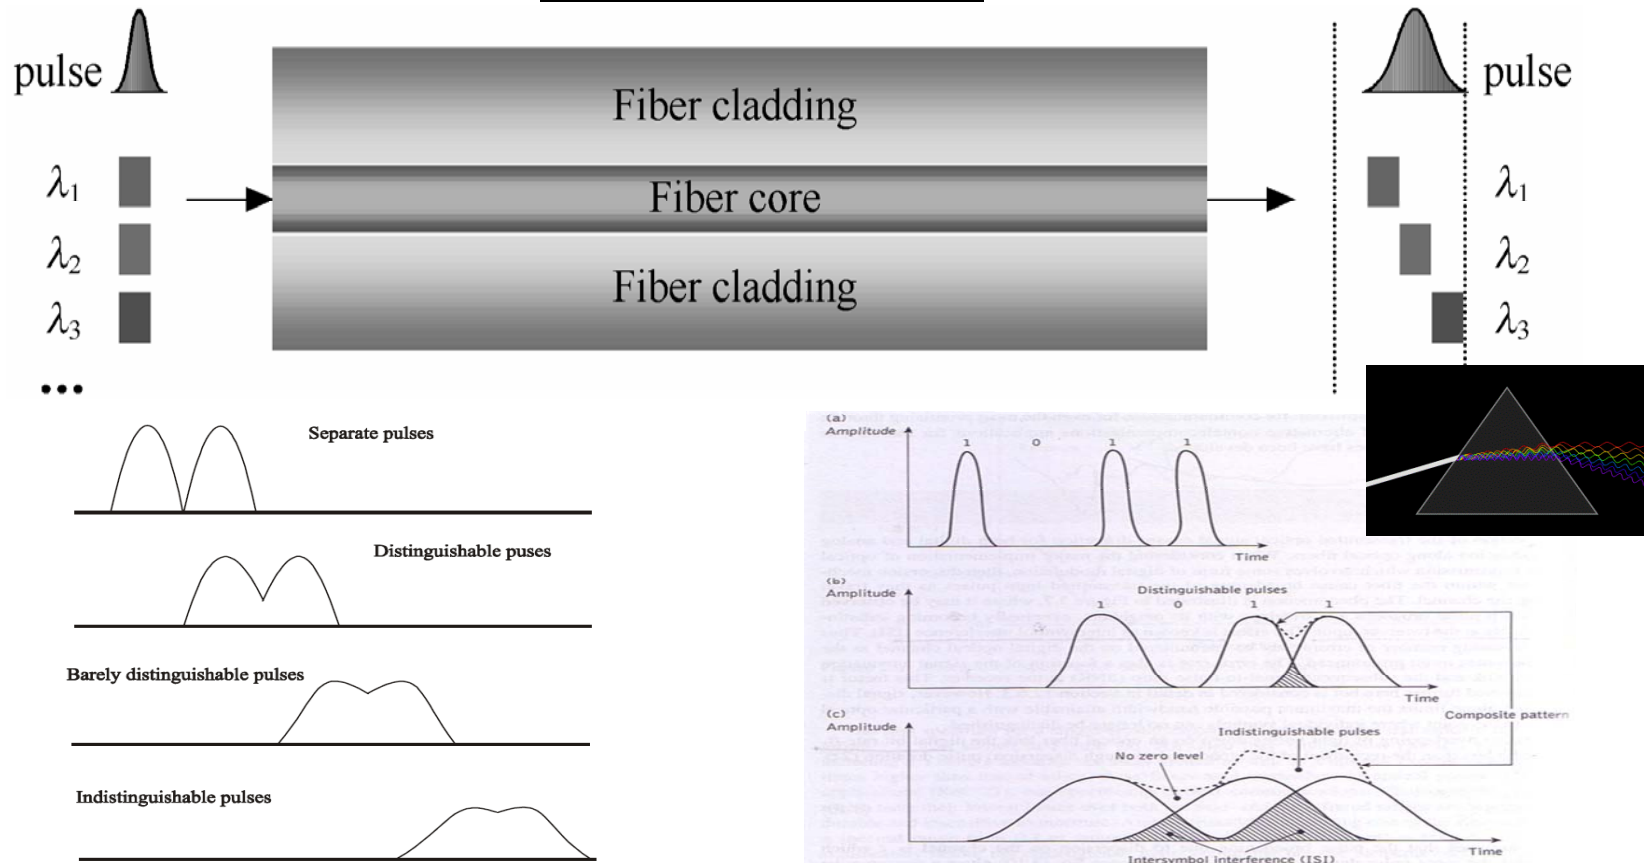 pulse
λ1
λ2
λ3
...
Fiber cladding
Fiber core
Fiber cladding
pulse
λ1
λ2
λ3
Separate pulses
Distinguishable puses
Barely distinguishable pulses
Indistinguishable pulses
(a)
Amplitude
1 0 1 1
Time
(b)
Amplitude
Distinguishable pulses
1 0 1 1
Time
Composite pattern
(c)
Amplitude
Indistinguishable pulses
No zero level
Time
Intersymbol interference (ISI)